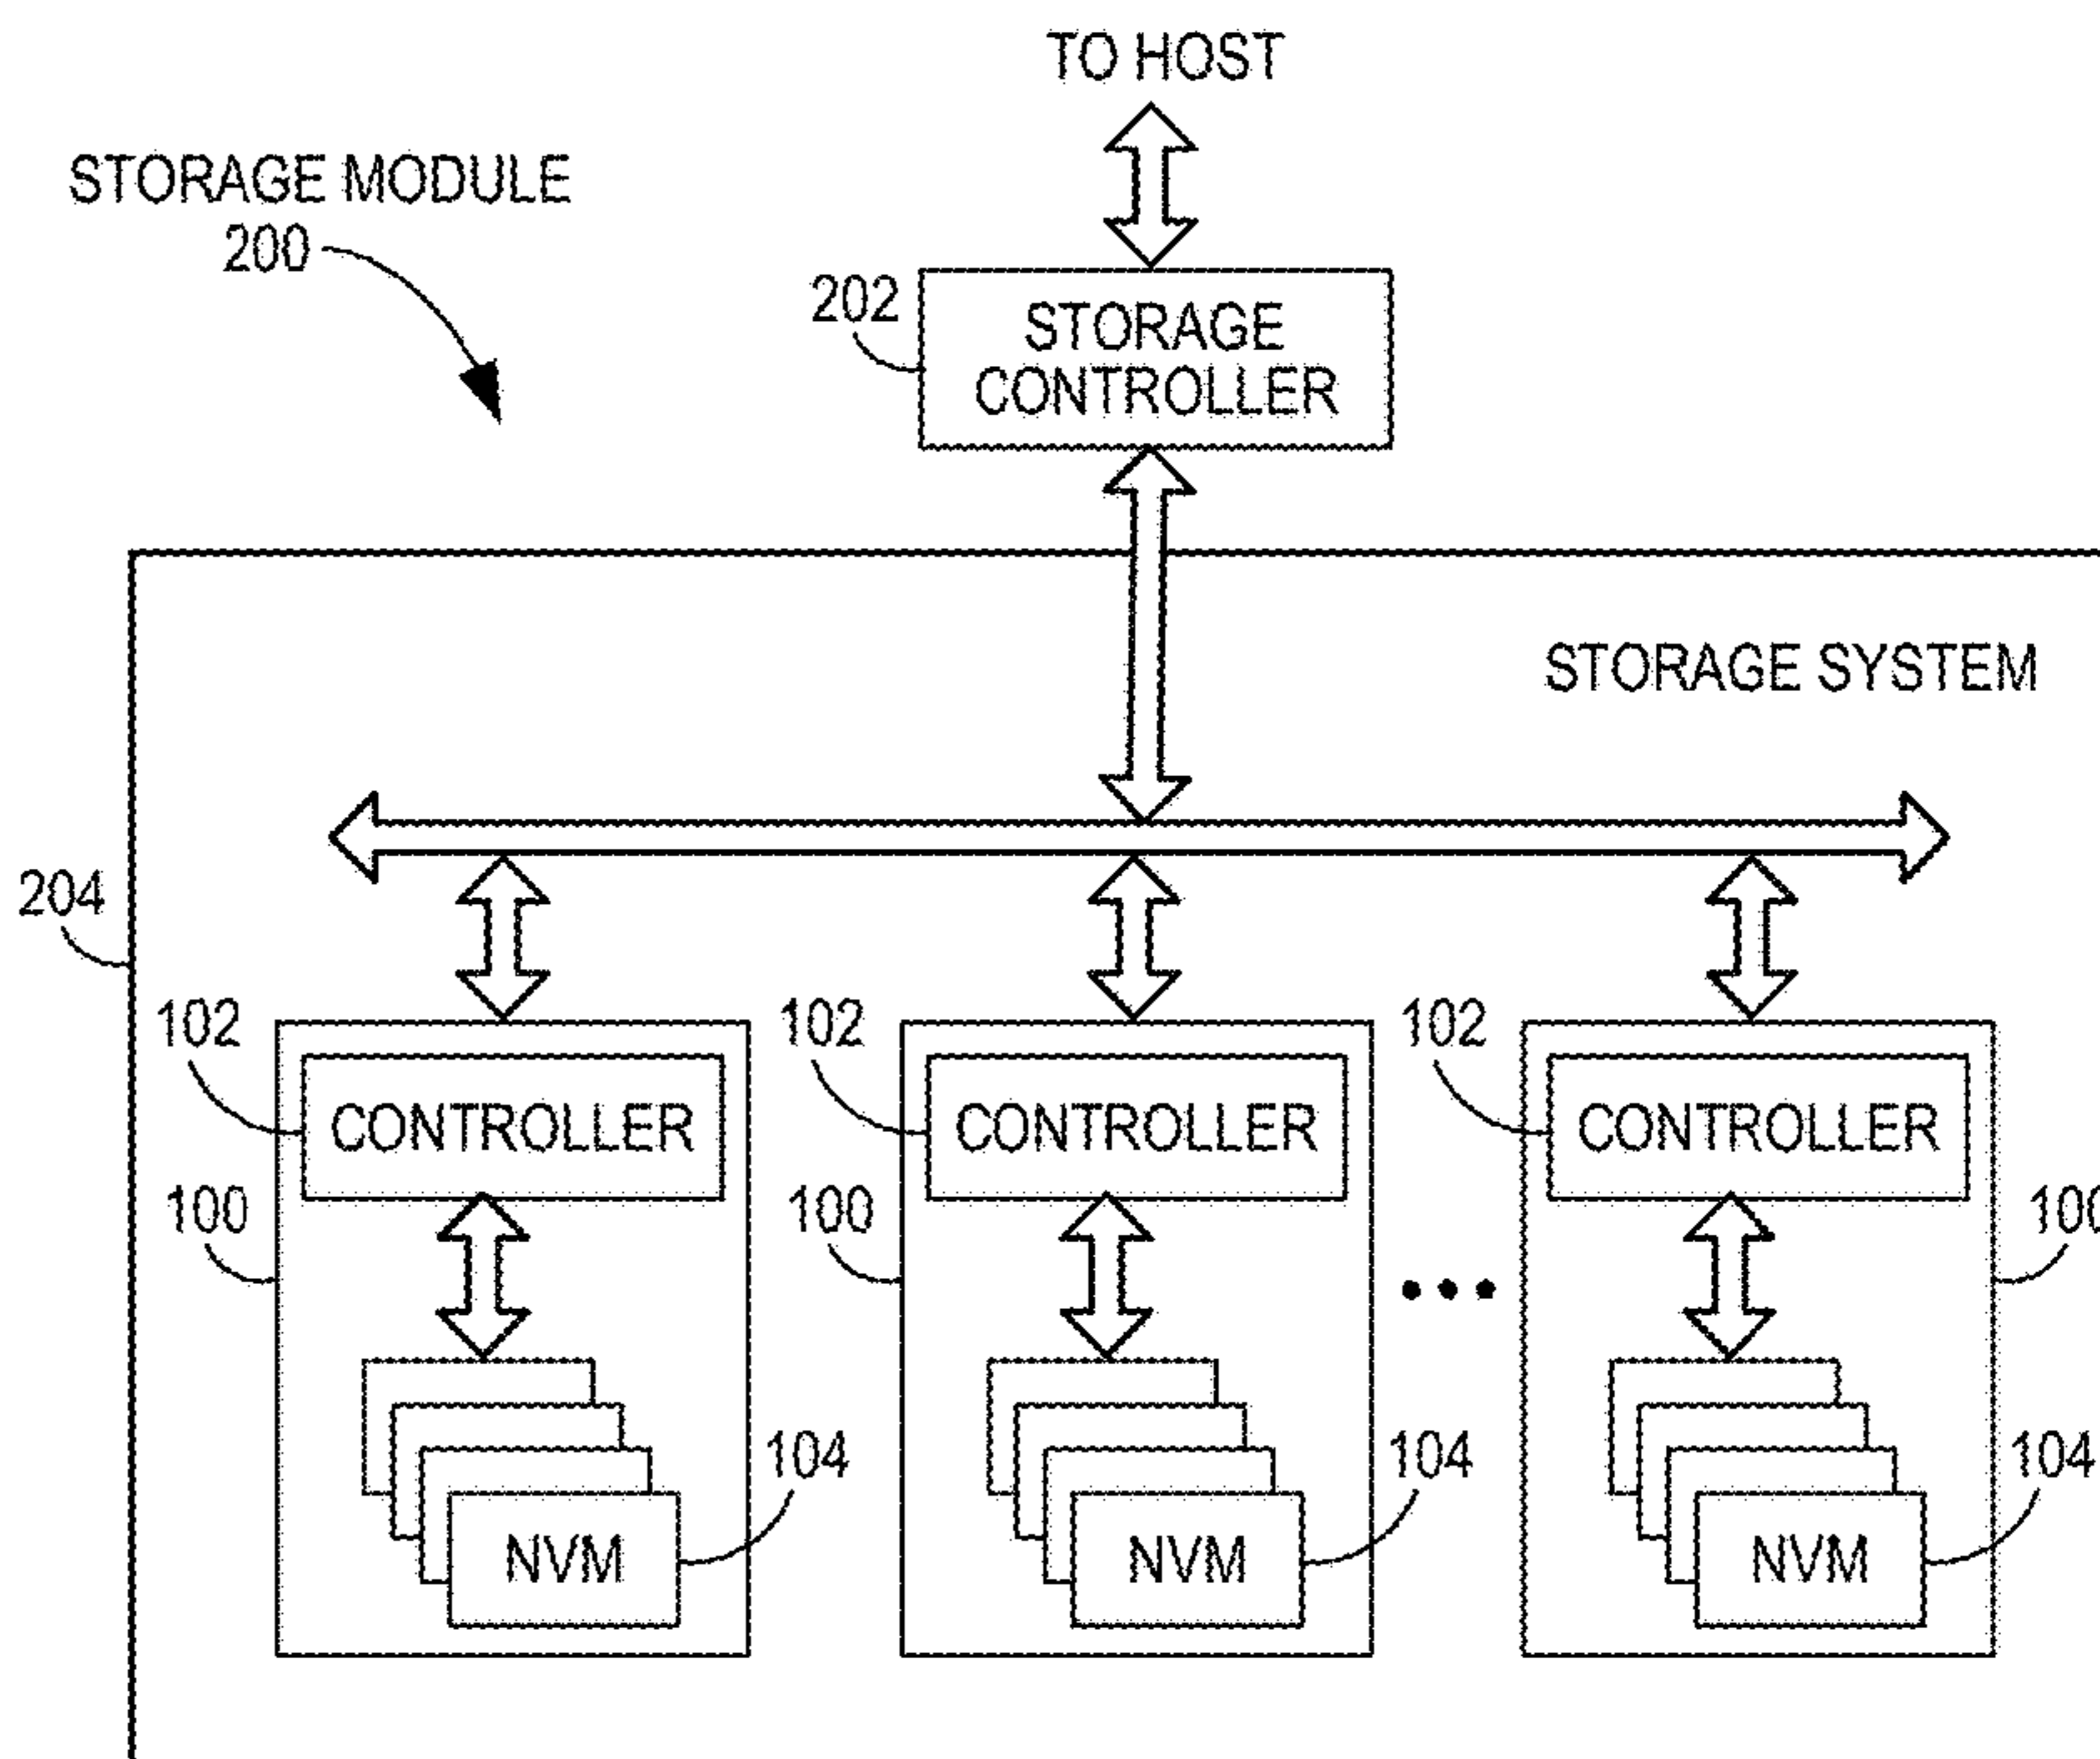 TO HOST
STORAGE MODULE
200
202
STORAGE
CONTROLLER
STORAGE SYSTEM
204
102
102
102
CONTROLLER
CONTROLLER
CONTROLLER
100
100
100
104
104
104
NVM
NVM
NVM